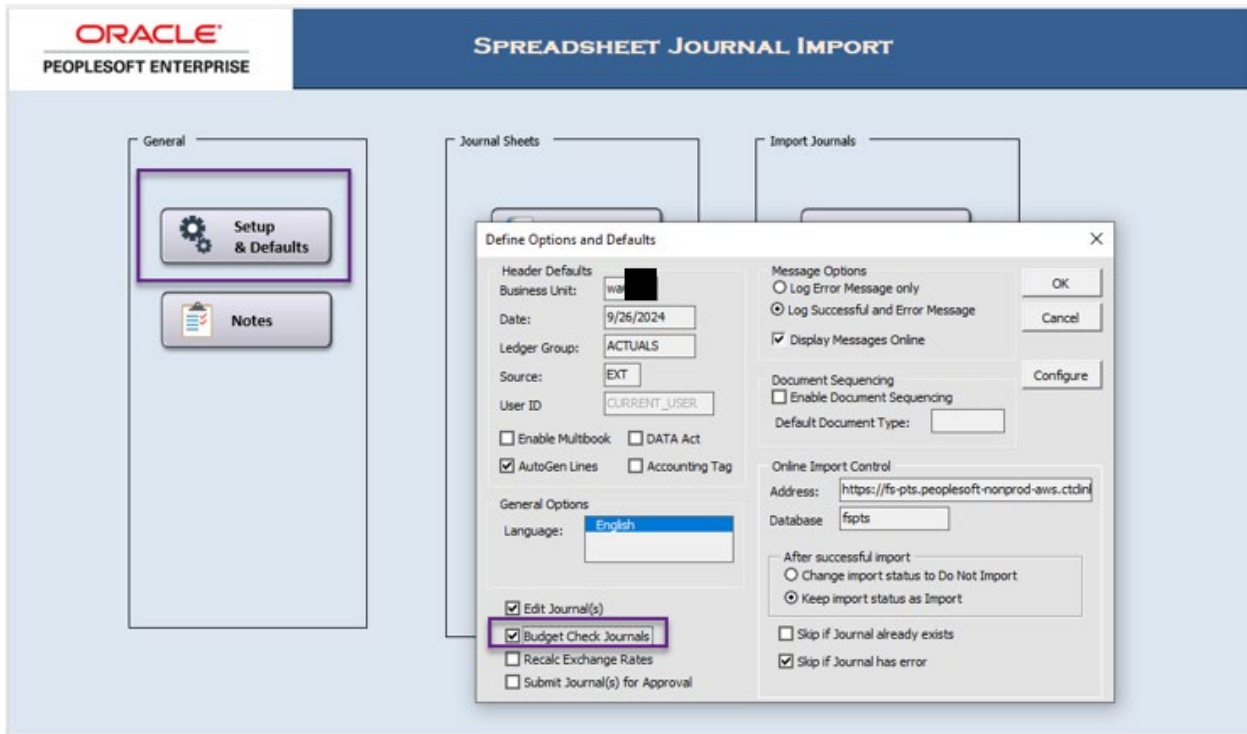 ORACLE
PEOPLESOFT ENTERPRISE
SPREADSHEET JOURNAL IMPORT
General
Journal Sheets
Import Journals
Setup
& Defaults
Notes
Define Options and Defaults
Header Defaults
Business Unit:
Date: 9/26/2024
Ledger Group: ACTUALS
Source: EXT
User ID CURRENT_USER
Enable Multibook DATA Act
AutoGen Lines Accounting Tag
General Options
Language: English
Edit Journal(s)
Budget Check Journals
Recalc Exchange Rates
Submit Journal(s) for Approval
Message Options
Log Error Message only
Log Successful and Error Message
Display Messages Online
Document Sequencing
Enable Document Sequencing
Default Document Type:
Online Import Control
Address: https://fs-pts.peoplesoft-nonprod-aws.ctclinl
Database fspts
After successful import
Change import status to Do Not Import
Keep import status as Import
Skip if Journal already exists
Skip if Journal has error
OK
Cancel
Configure